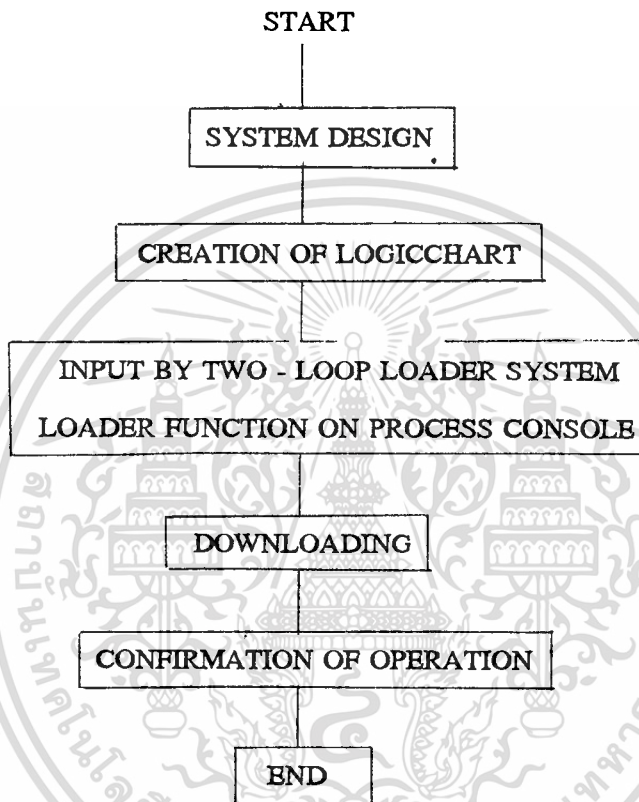 START
SYSTEM DESIGN
CREATION OF LOGICCHART
INPUT BY TWO - LOOP LOADER SYSTEM
LOADER FUNCTION ON PROCESS CONSOLE
DOWNLOADING
CONFIRMATION OF OPERATION
END